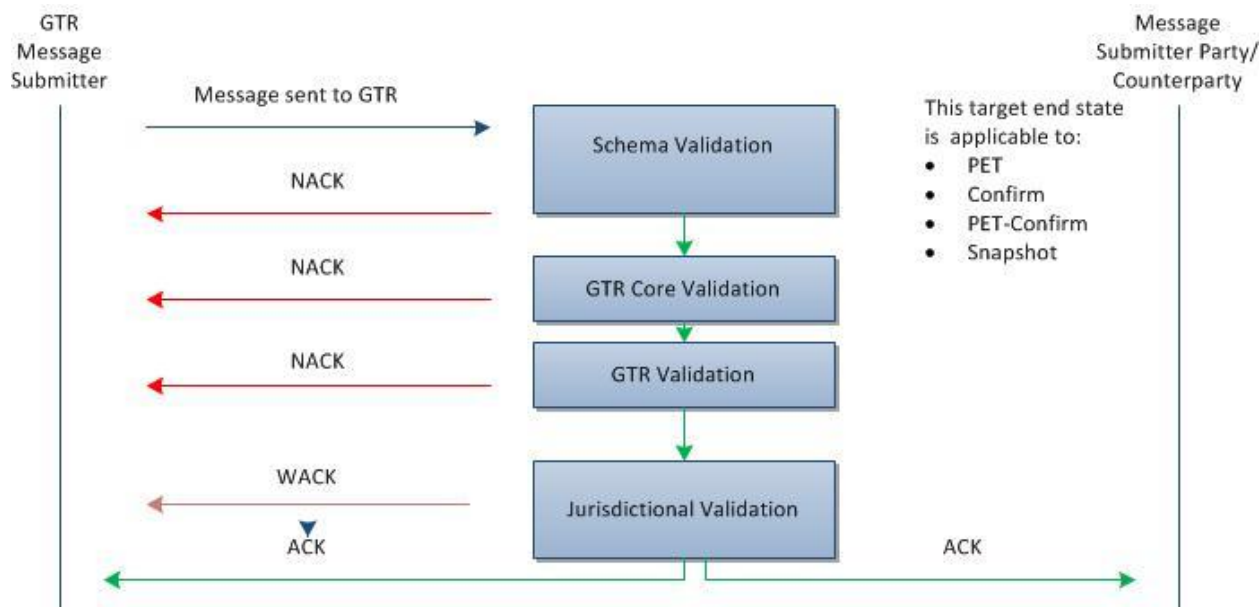 GTR
Message
Submitter
Message
Submitter Party/
Counterparty
Message sent to GTR
Schema Validation
This target end state
is applicable to:
• PET
• Confirm
• PET-Confirm
• Snapshot
NACK
NACK
GTR Core Validation
NACK
GTR Validation
WACK
Jurisdictional Validation
ACK
ACK